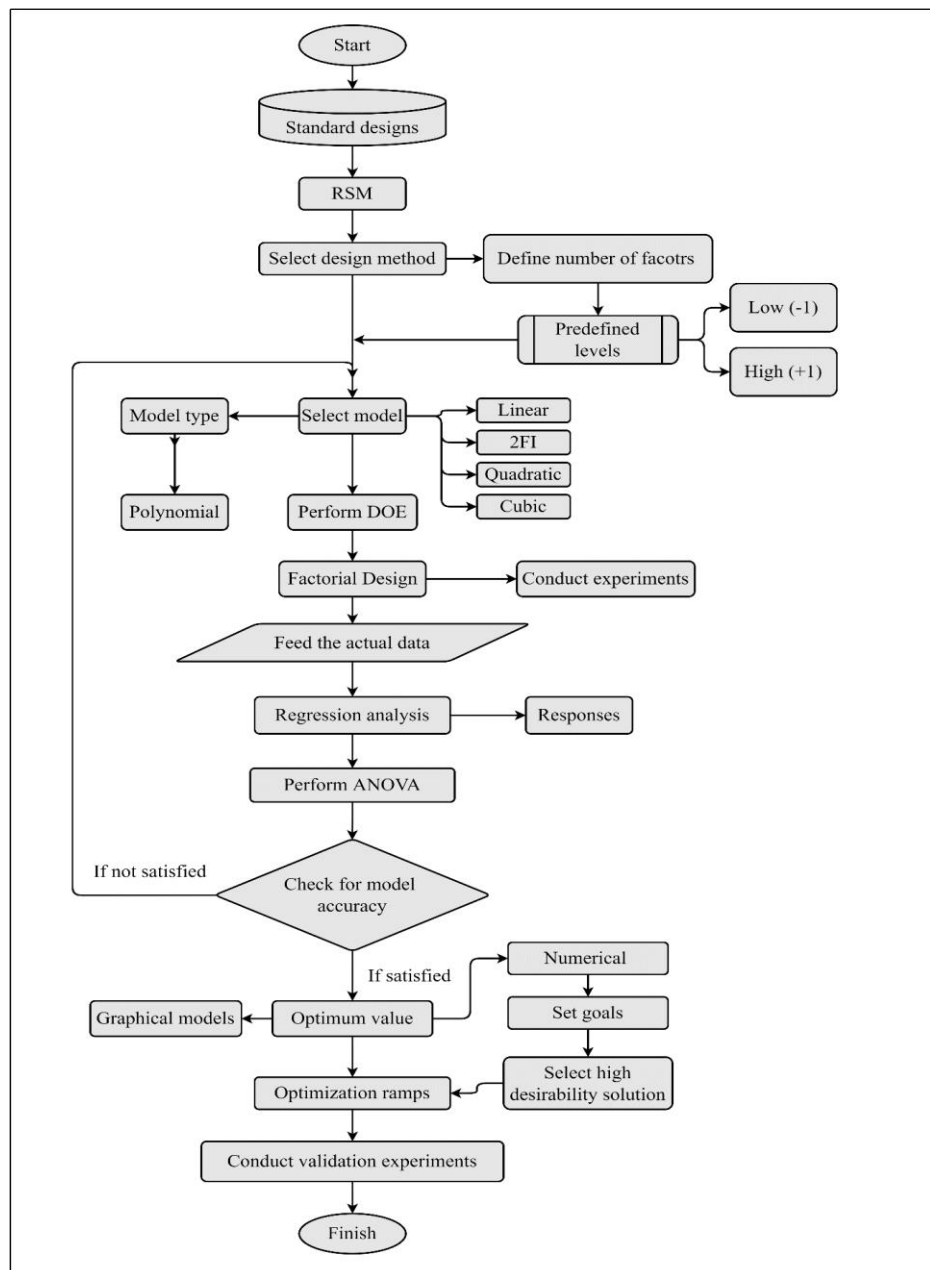 Start
Standard designs
RSM
Select design method
Define number of facotrs
Predefined
levels
Low (-1)
High (+1)
Model type
Select model
Linear
2FI
Quadratic
Cubic
Polynomial
Perform DOE
Factorial Design
Conduct experiments
Feed the actual data
Regression analysis
Responses
Perform ANOVA
If not satisfied
Check for model
accuracy
If satisfied
Numerical
Graphical models
Optimum value
Set goals
Select high
desirability solution
Optimization ramps
Conduct validation experiments
Finish